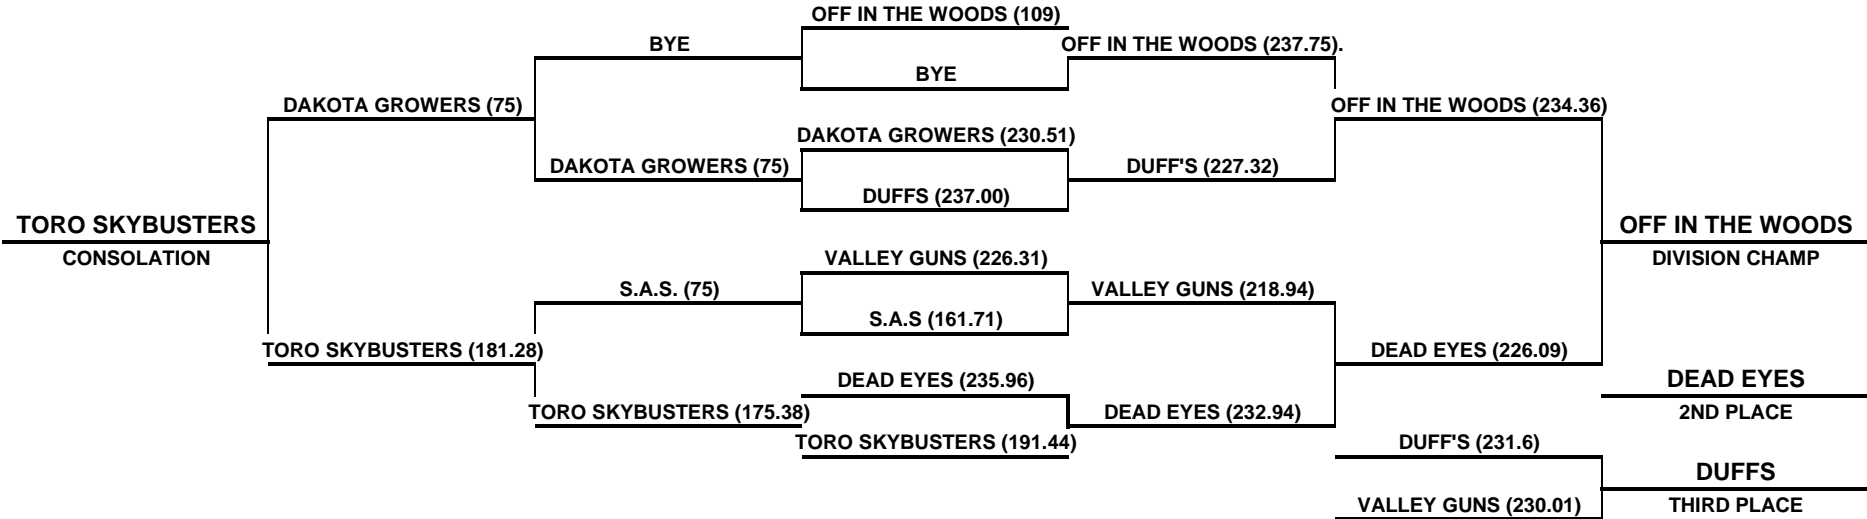 OFF IN THE WOODS (109)
BYE
OFF IN THE WOODS (237.75).
BYE
DAKOTA GROWERS (75)
OFF IN THE WOODS (234.36)
DAKOTA GROWERS (230.51)
DAKOTA GROWERS (75)
DUFF'S (227.32)
DUFFS (237.00)
TORO SKYBUSTERS
OFF IN THE WOODS
CONSOLATION
VALLEY GUNS (226.31)
DIVISION CHAMP
S.A.S. (75)
VALLEY GUNS (218.94)
S.A.S (161.71)
TORO SKYBUSTERS (181.28)
DEAD EYES (226.09)
DEAD EYES (235.96)
DEAD EYES
TORO SKYBUSTERS (175.38)
DEAD EYES (232.94)
2ND PLACE
TORO SKYBUSTERS (191.44)
DUFF'S (231.6)
DUFFS
VALLEY GUNS (230.01)
THIRD PLACE